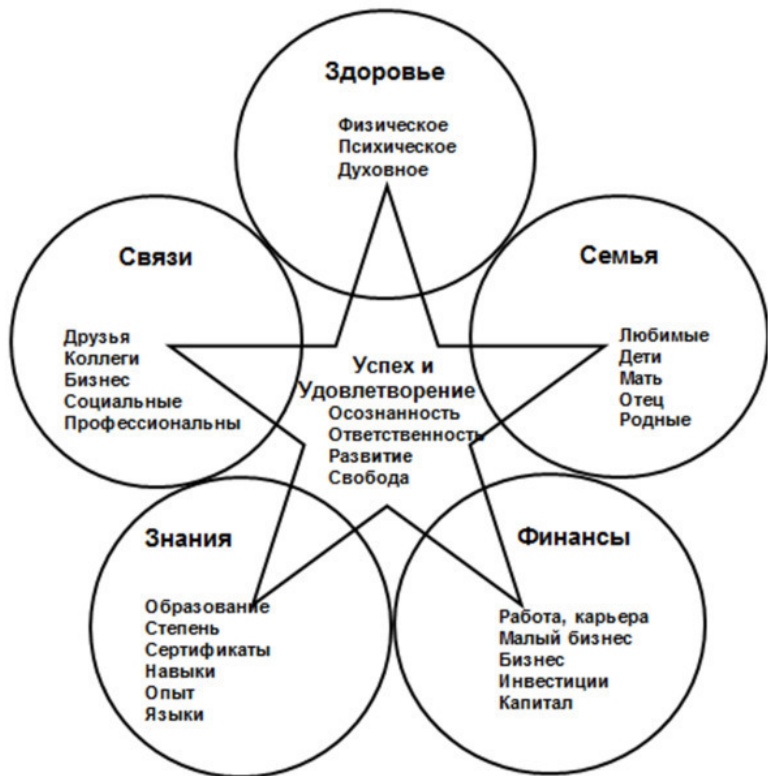 Здоровье
Физическое
Психическое
Духовное
Связи
Друзья
Коллеги
Бизнес
Социальные
Профессиональны
Семья
Любимые
Дети
Мать
Отец
Родные
Успех и
Удовлетворение
Осознанность
Ответственность
Развитие
Свобода
Знания
Образование
Степень
Сертификаты
Навыки
Опыт
Языки
Финансы
Работа, карьера
Малый бизнес
Бизнес
Инвестиции
Капитал